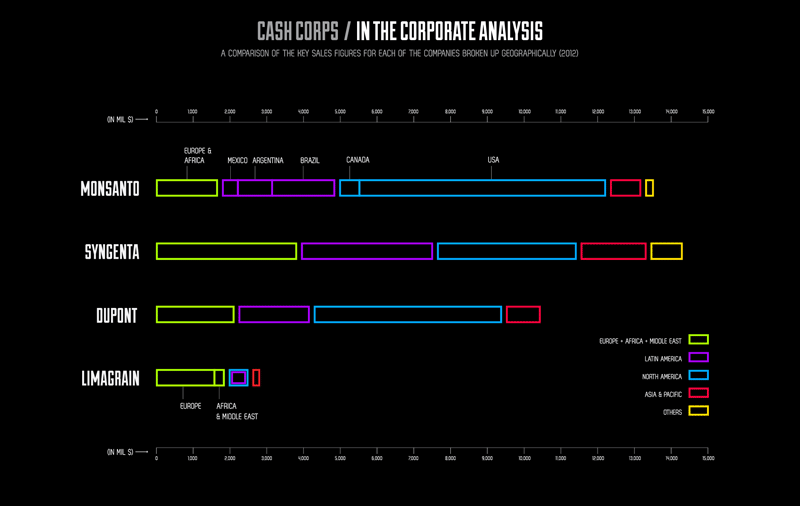 CASH CORPS / IN THE CORPORATE ANALYSIS
A COMPARISON OF THE KEY SALES FIGURES FOR EACH OF THE COMPANIES BROKEN UP GEOGRAPHICALLY (2012)
0 1,000 2,000 3,000 4,000 5,000 6,000 7,000 8,000 9,000 10,000 11,000 12,000 13,000 14,000 15,000
(IN MIL $)
EUROPE &
AFRICA MEXICO ARGENTINA BRAZIL CANADA USA
MONSANTO
SYNGENTA
DUPONT
EUROPE + AFRICA + MIDDLE EAST
LATIN AMERICA
LIMAGRAIN
NORTH AMERICA
ASIA & PACIFIC
EUROPE AFRICA
& MIDDLE EAST
OTHERS
(IN MIL $)
0 1,000 2,000 3,000 4,000 5,000 6,000 7,000 8,000 9,000 10,000 11,000 12,000 13,000 14,000 15,000